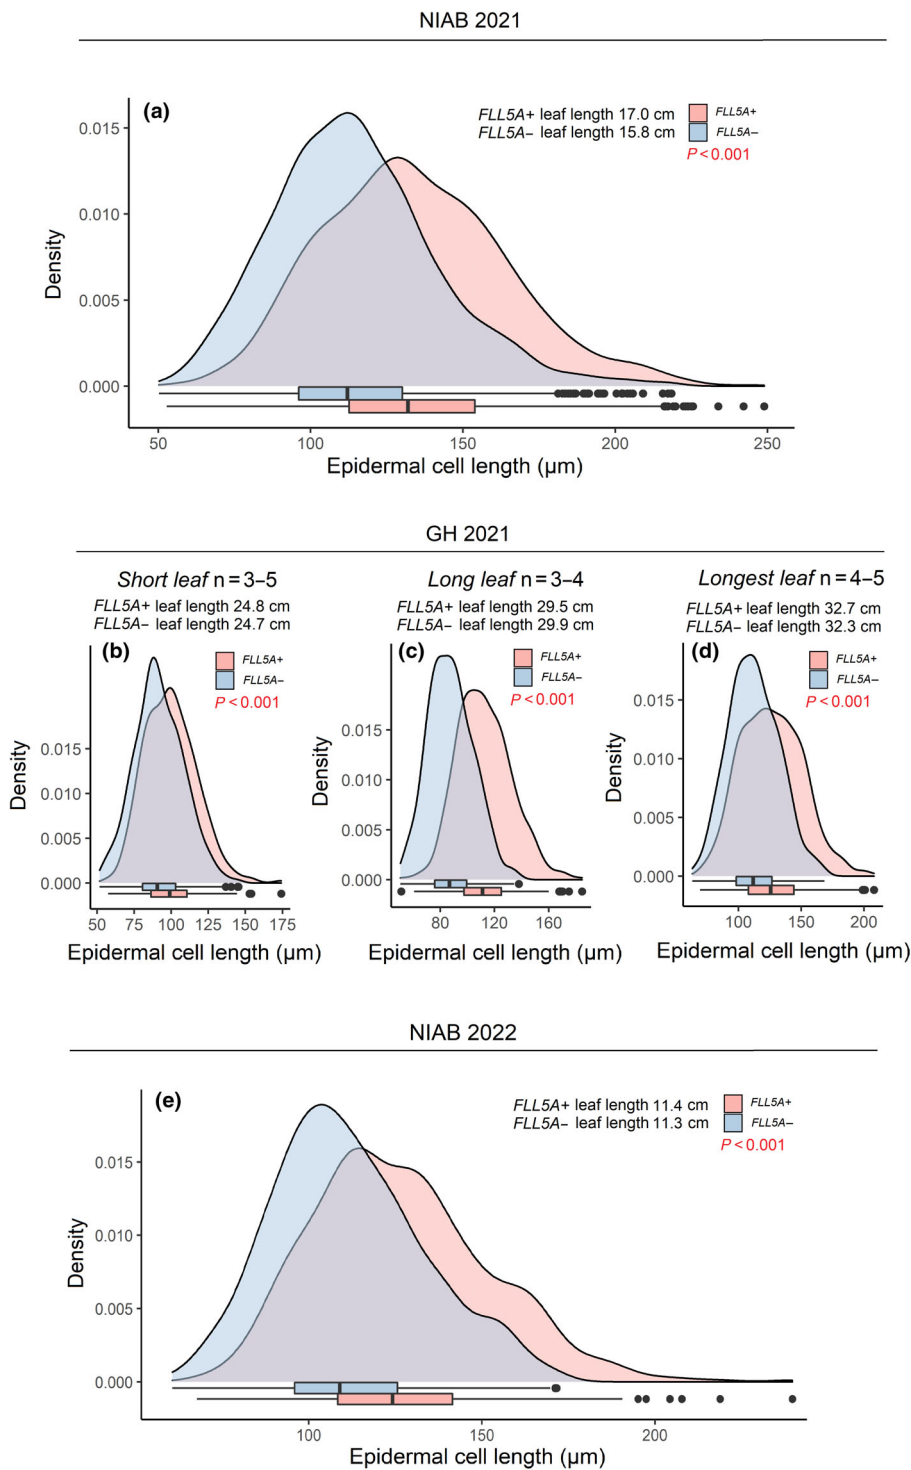 NIAB 2021
(a)
FLL5A+ leaf length 17.0 cm
FLL5A– leaf length 15.8 cm
FLL5A+
FLL5A–
P < 0.001
Density
0.015
0.010
0.005
0.000
50 100 150 200 250
Epidermal cell length (µm)
GH 2021
Short leaf n = 3–5
FLL5A+ leaf length 24.8 cm
FLL5A– leaf length 24.7 cm
(b)
FLL5A+
FLL5A–
P < 0.001
Density
0.015
0.010
0.005
0.000
50 75 100 125 150 175
Epidermal cell length (µm)
Long leaf n = 3–4
FLL5A+ leaf length 29.5 cm
FLL5A– leaf length 29.9 cm
(c)
FLL5A+
FLL5A–
P < 0.001
Density
0.015
0.010
0.005
0.000
80 120 160
Epidermal cell length (µm)
Longest leaf n = 4–5
FLL5A+ leaf length 32.7 cm
FLL5A– leaf length 32.3 cm
(d)
FLL5A+
FLL5A–
P < 0.001
Density
0.015
0.010
0.005
0.000
100 150 200
Epidermal cell length (µm)
NIAB 2022
(e)
FLL5A+ leaf length 11.4 cm
FLL5A– leaf length 11.3 cm
FLL5A+
FLL5A–
P < 0.001
Density
0.015
0.010
0.005
0.000
100 150 200
Epidermal cell length (µm)